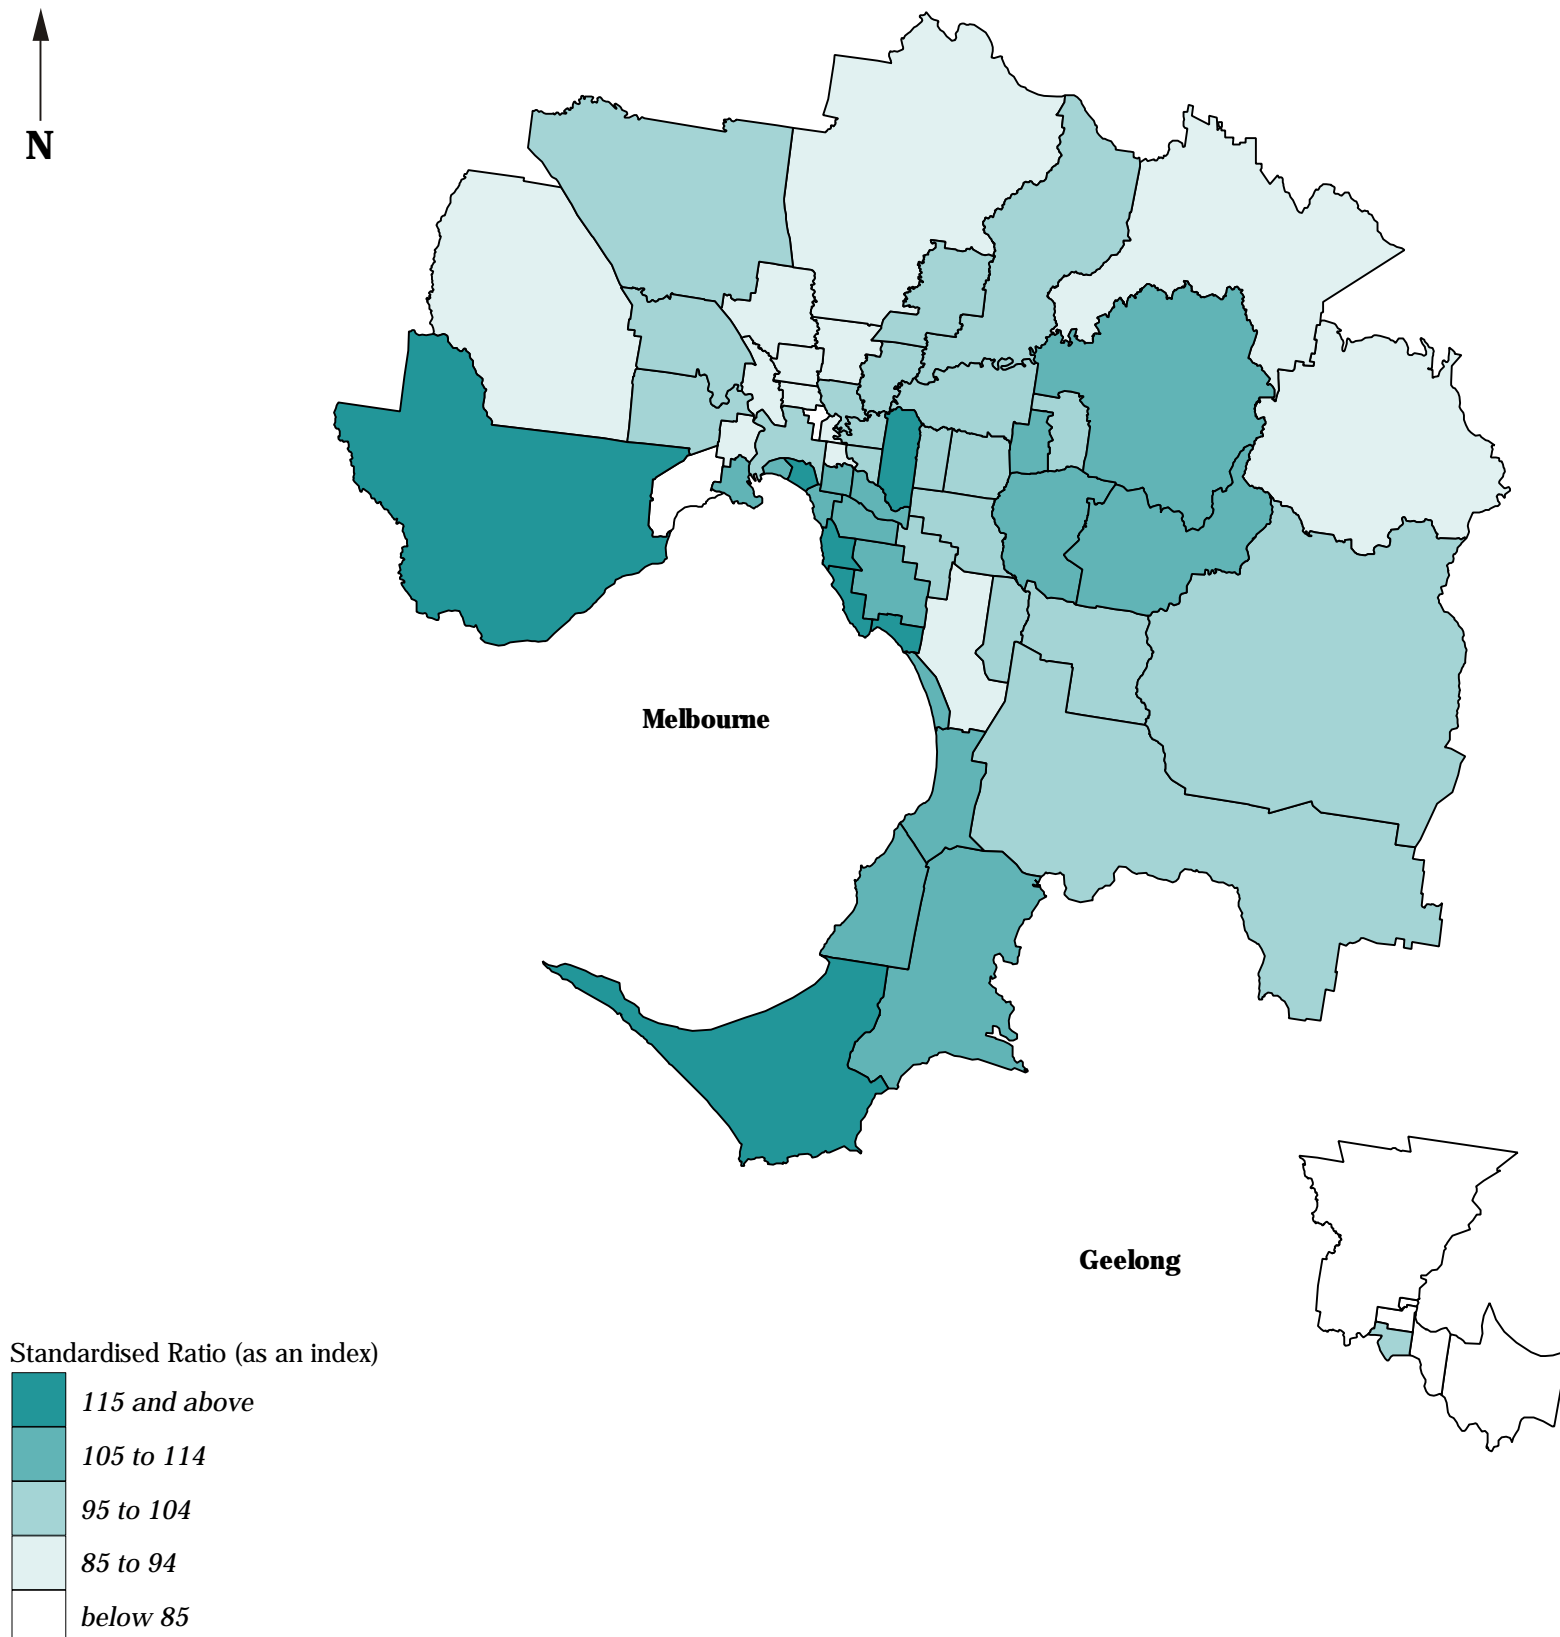 N
Melbourne
Geelong
Standardised Ratio (as an index)
115 and above
105 to 114
95 to 104
85 to 94
below 85